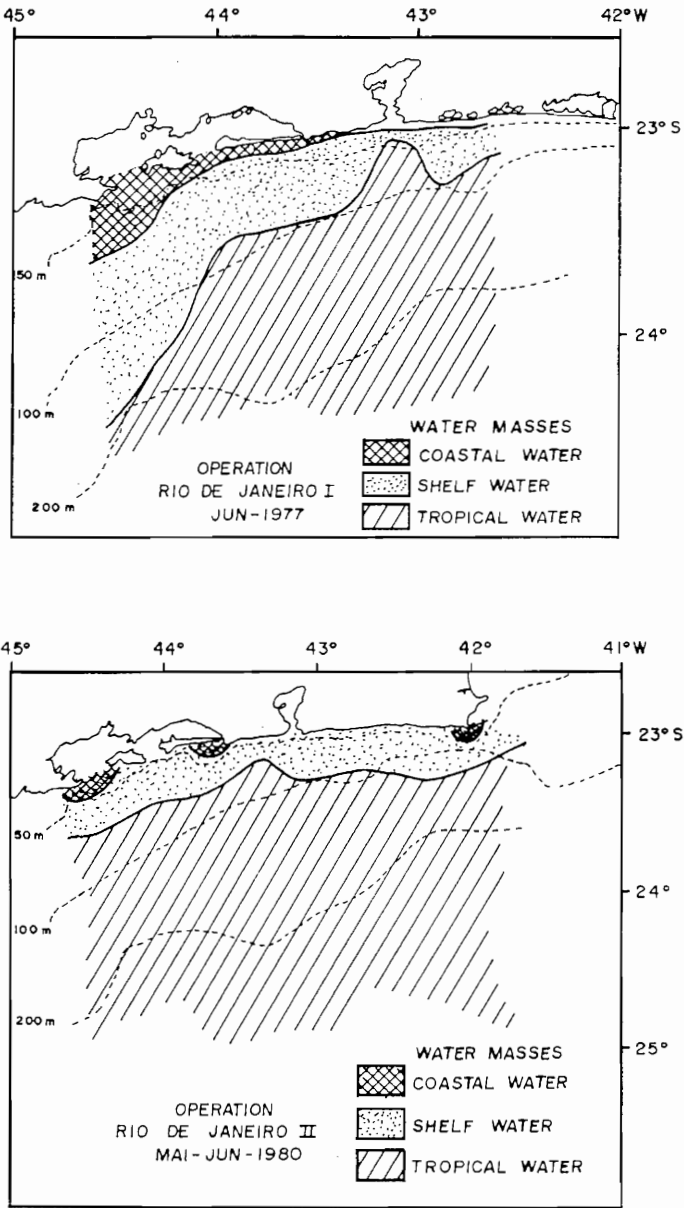 45° 44° 43° 42°W
23°S
150 m
24°
100 m
WATER MASSES
COASTAL WATER
OPERATION
SHELF WATER
RIO DE JANEIRO I
200 m
JUN-1977
TROPICAL WATER
45° 44° 43° 42° 41°W
23°S
50 m
24°
100 m
200 m
25°
WATER MASSES
COASTAL WATER
OPERATION
SHELF WATER
RIO DE JANEIRO II
MAI-JUN-1980
TROPICAL WATER